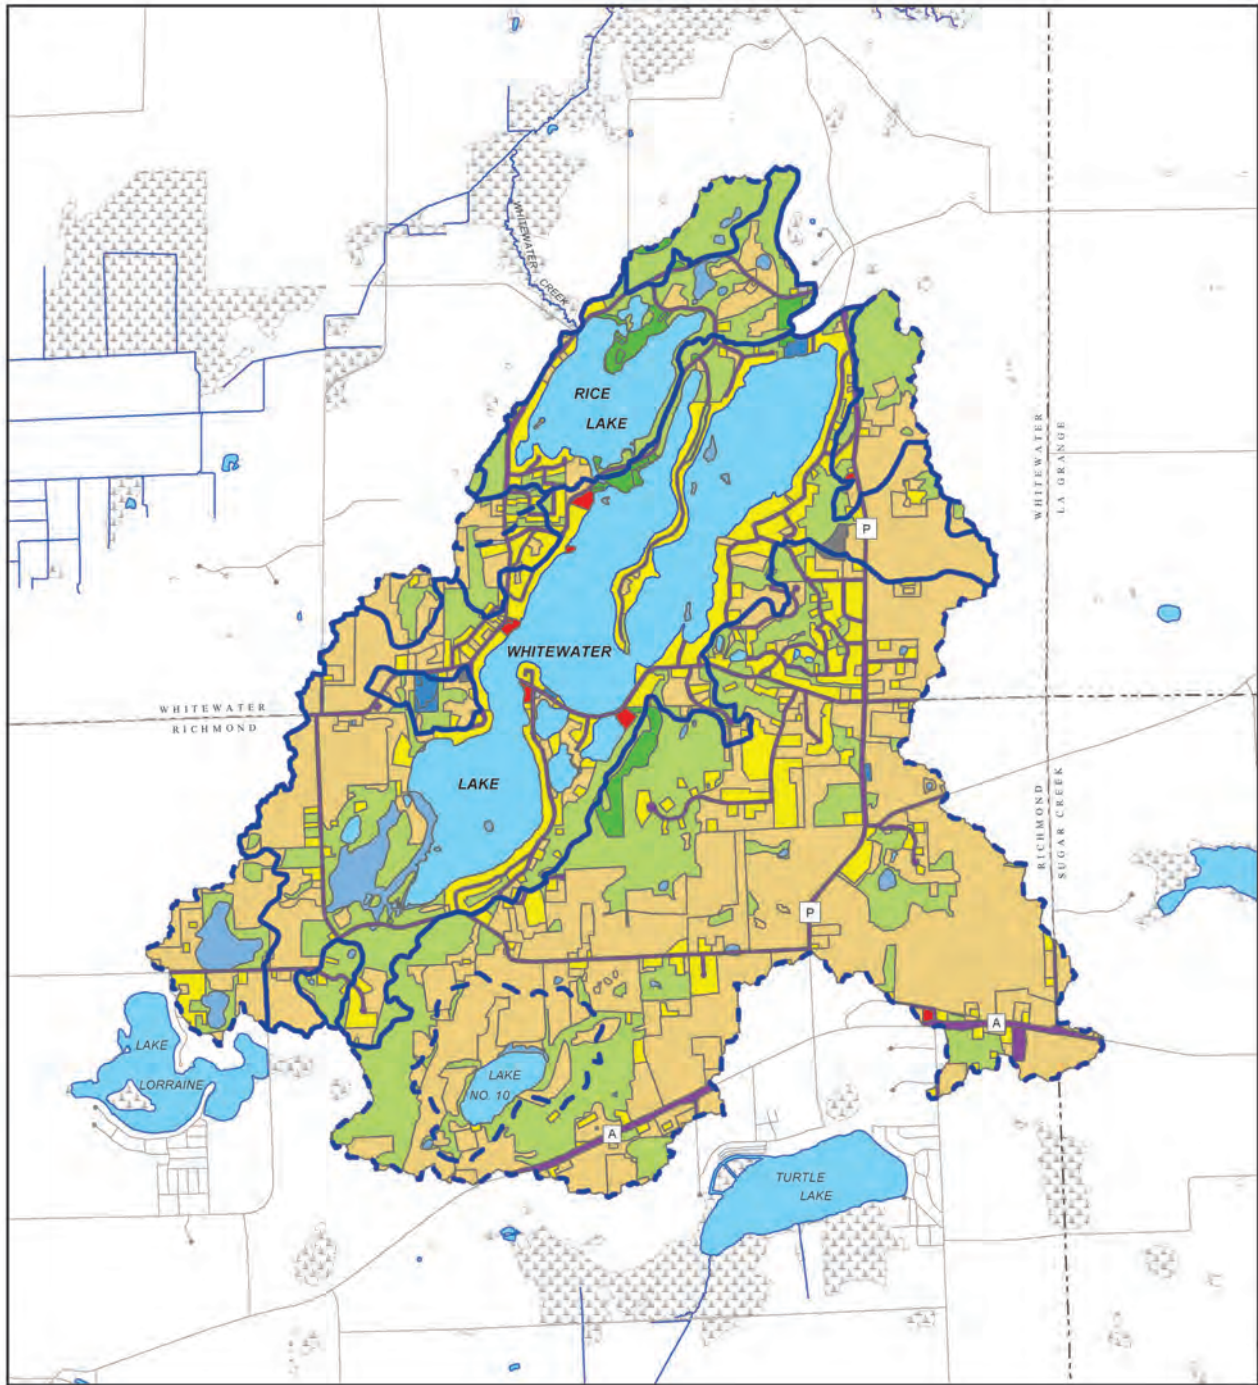 WHITEWATER
CREEK
RICE
LAKE
WHITEWATER
LA GRANGE
P
WHITEWATER
WHITEWATER
RICHMOND
LAKE
RICHMOND
SUGAR CREEK
P
A
LAKE
LORRAINE
LAKE
NO. 10
A
TURTLE
LAKE